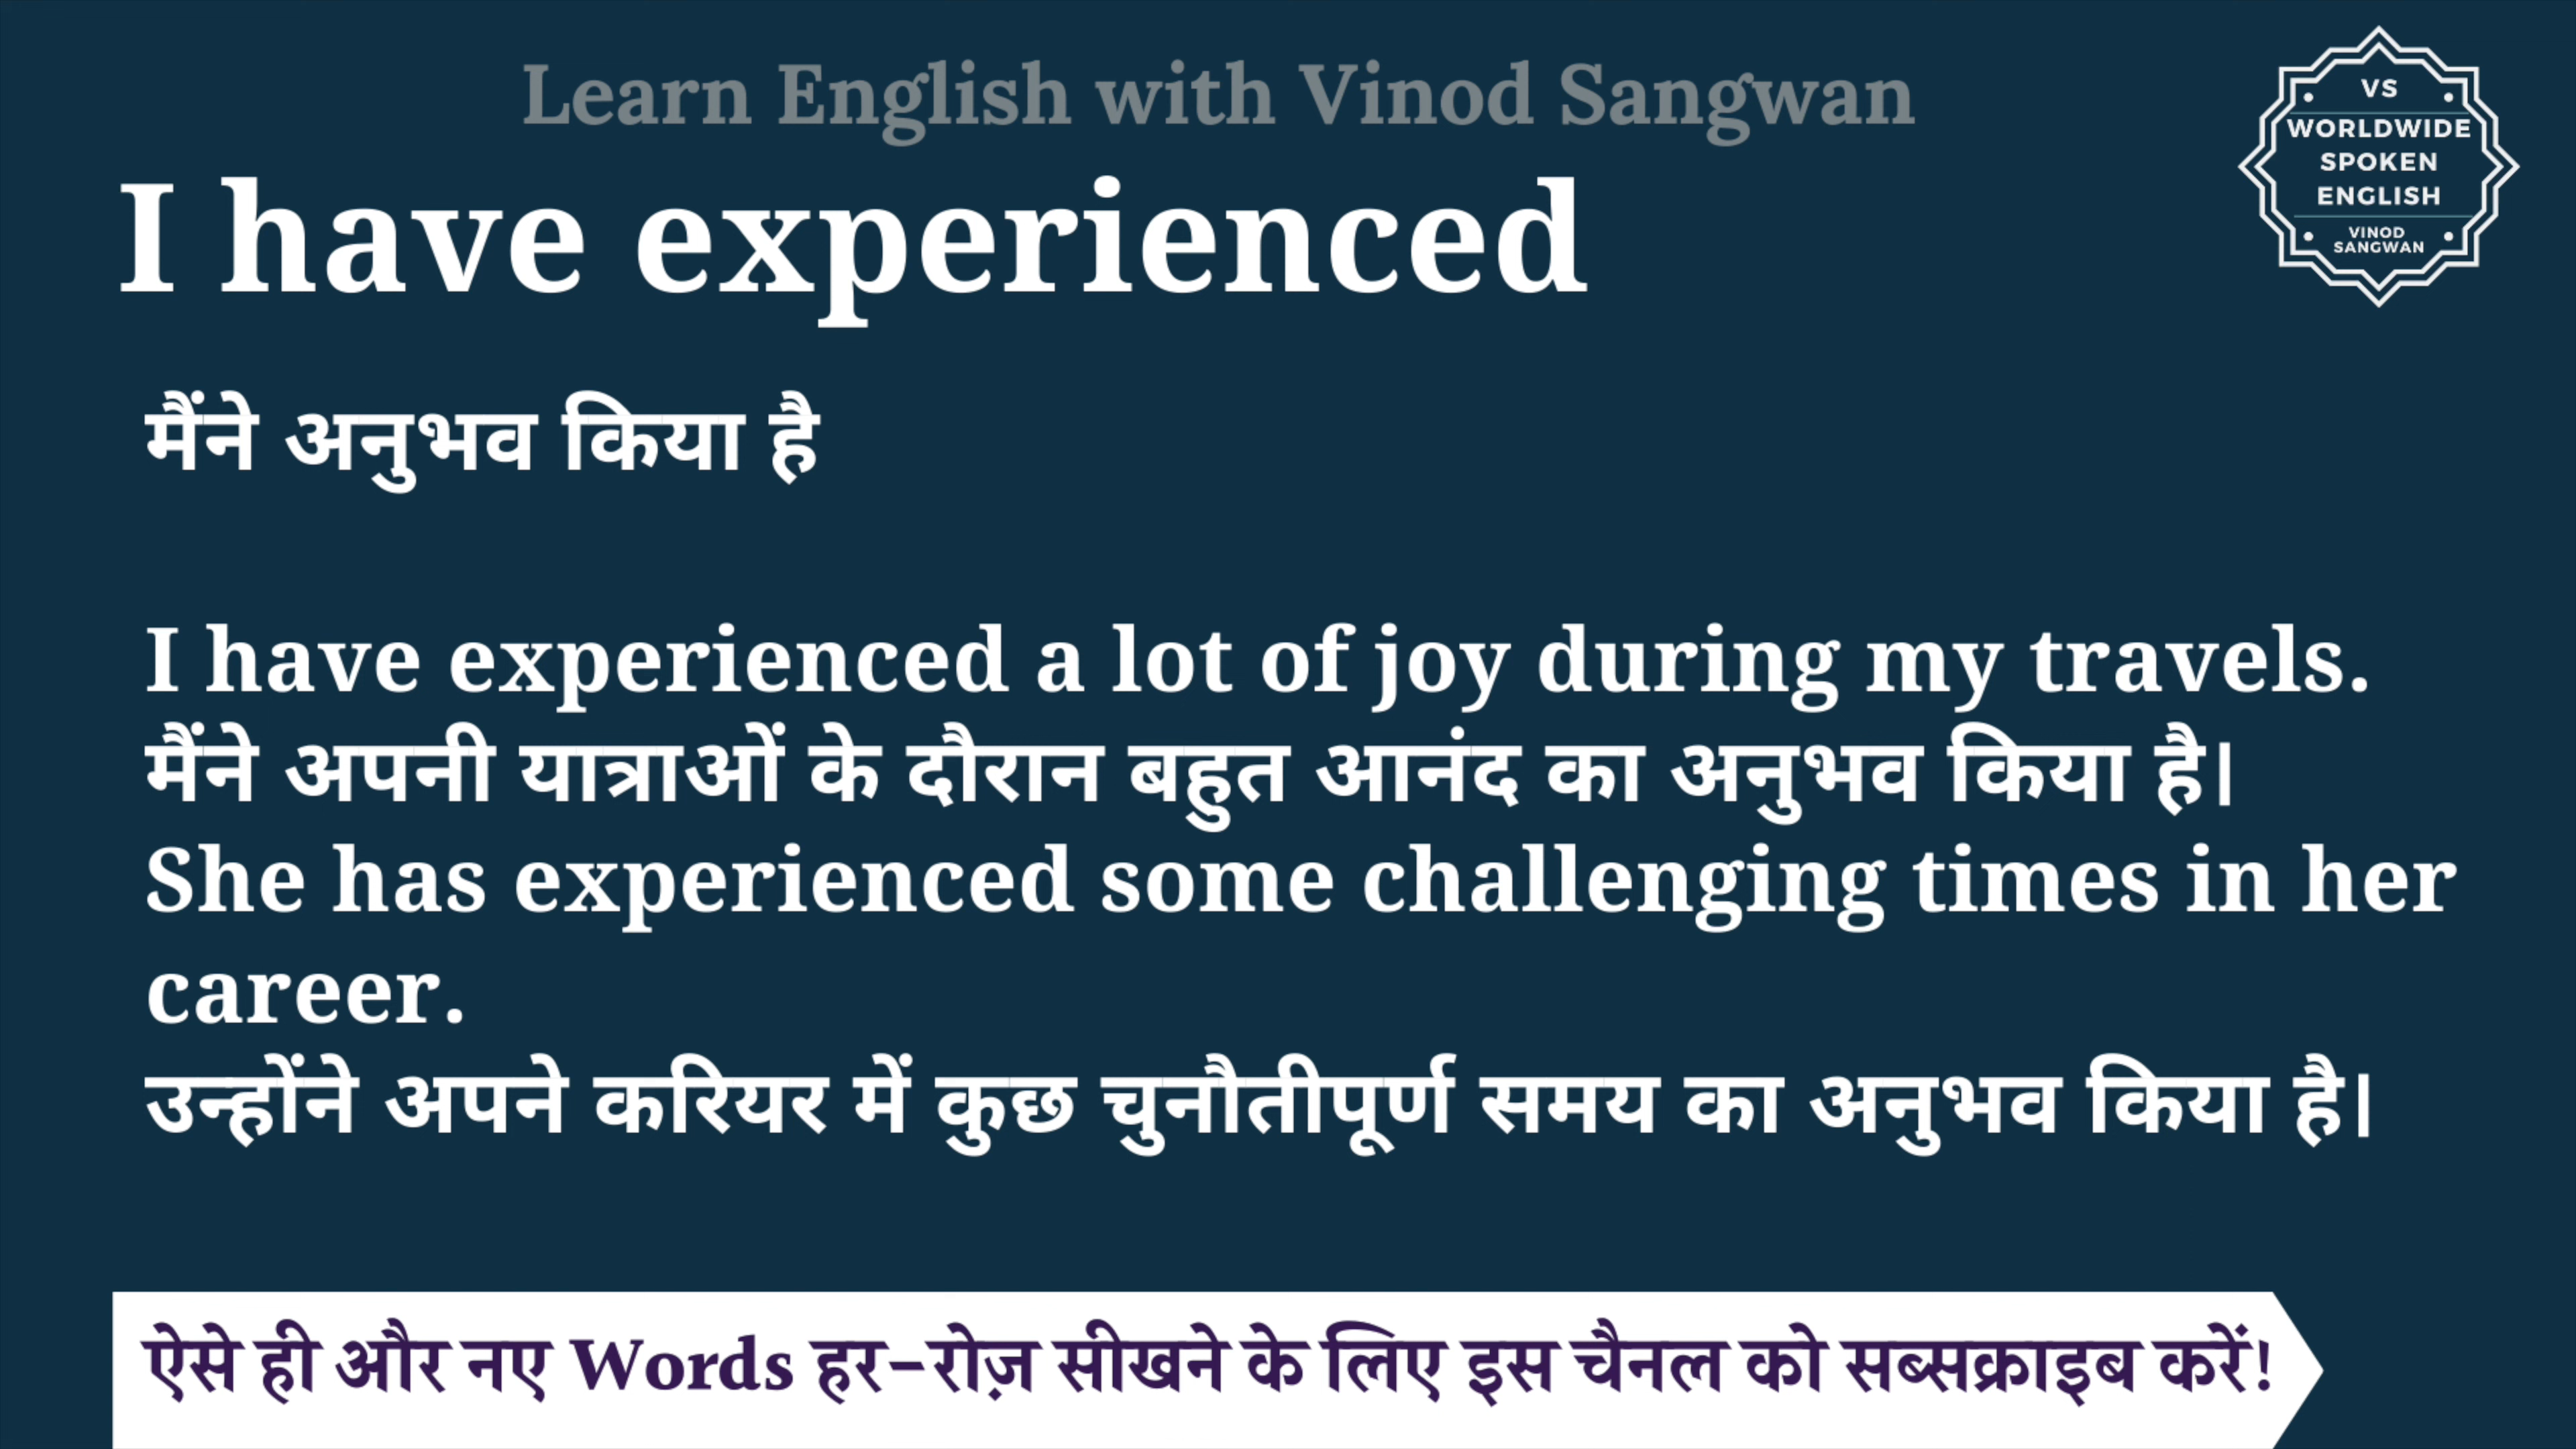 Learn English with Vinod Sangwan
VS
WORLDWIDE
SPOKEN
ENGLISH
VINOD
SANGWAN
I have experienced
मैंने अनुभव किया है
I have experienced a lot of joy during my travels.
मैंने अपनी यात्राओं के दौरान बहुत आनंद का अनुभव किया है।
She has experienced some challenging times in her
career.
उन्होंने अपने करियर में कुछ चुनौतीपूर्ण समय का अनुभव किया है।
ऐसे ही और नए Words हर-रोज़ सीखने के लिए इस चैनल को सब्सक्राइब करें!